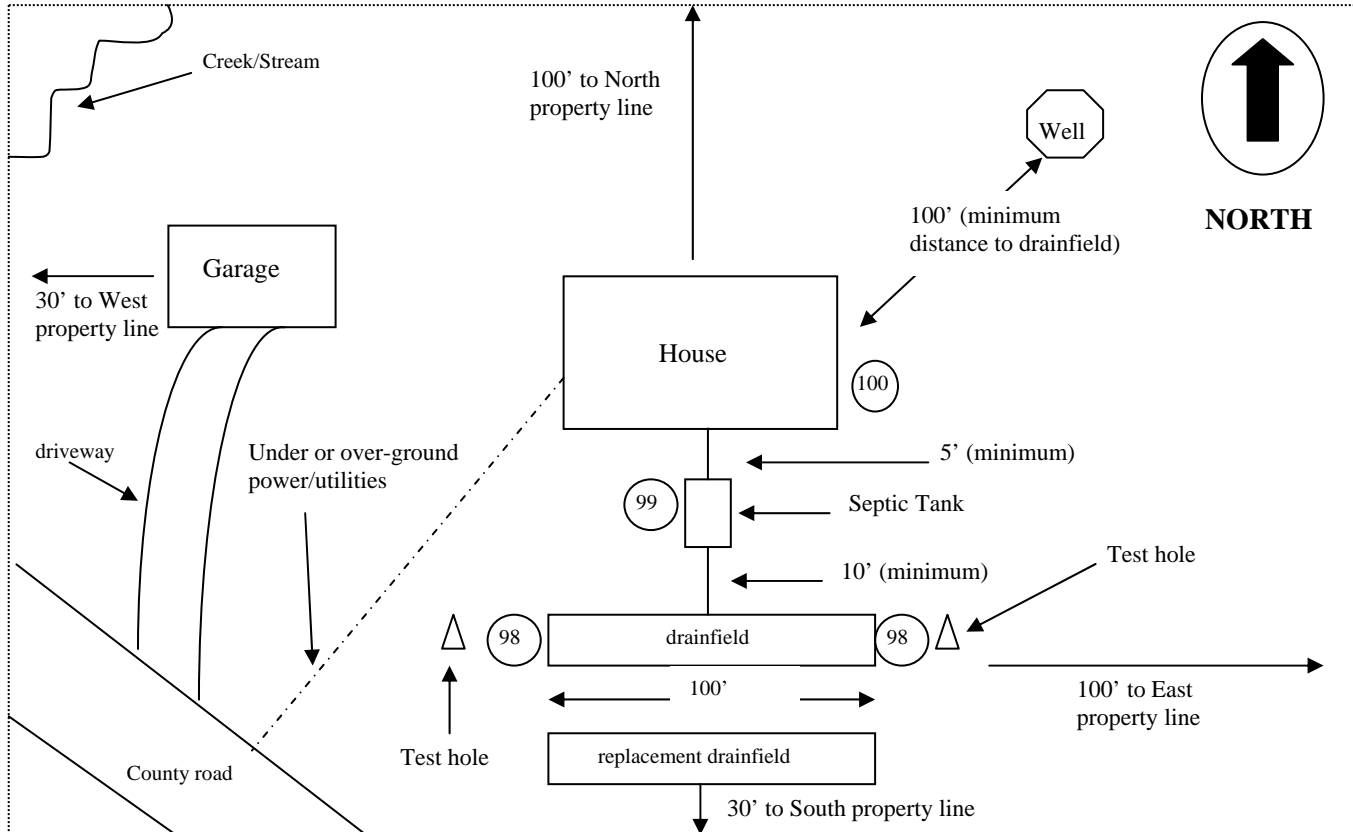 Creek/Stream
100’ to North
property line
Well
100’ (minimum
distance to drainfield)
NORTH
Garage
30’ to West
property line
House
100
driveway
Under or over-ground
power/utilities
5’ (minimum)
99
Septic Tank
10’ (minimum)
Test hole
98
drainfield
98
100’
100’ to East
property line
Test hole
replacement drainfield
County road
30’ to South property line